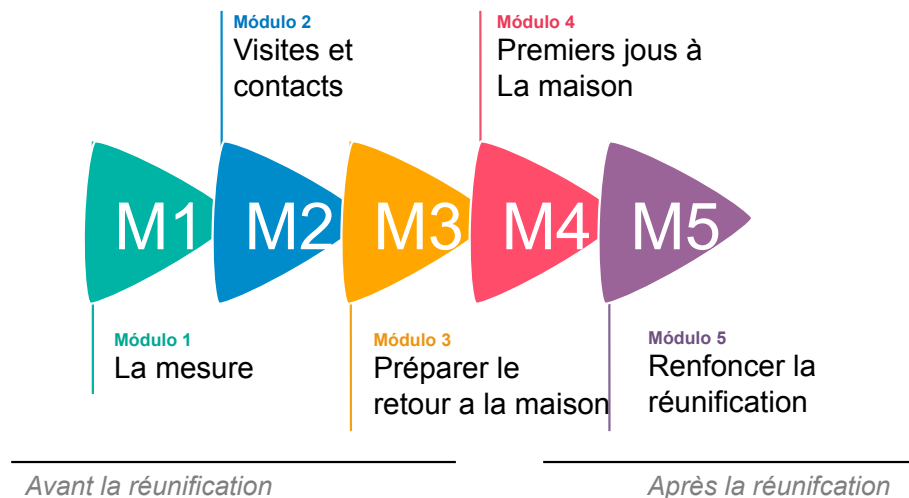 Módulo 2
Visites et
contacts
Módulo 4
Premiers jous à
La maison
M1
M2
M3
M4
M5
Módulo 1
La mesure
Módulo 3
Préparer le
retour a la maison
Módulo 5
Renfoncer la
réunification
Avant la réunification
Après la réunifcation